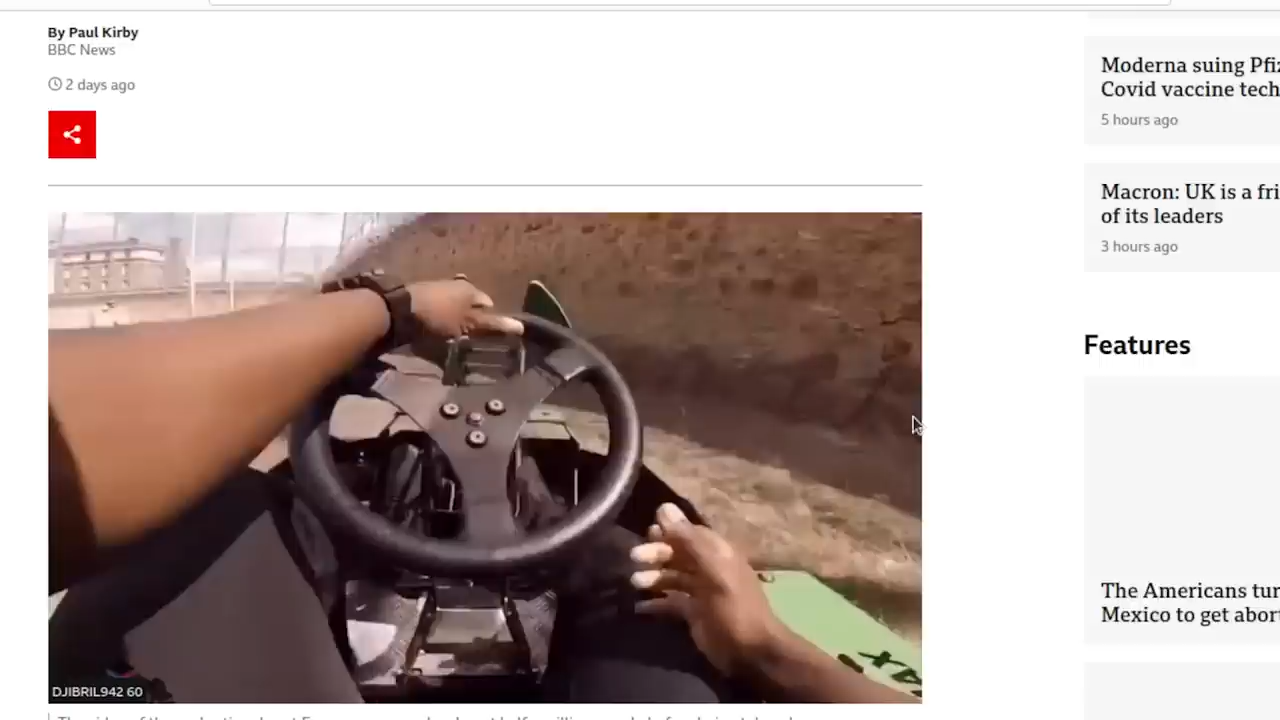 By Paul Kirby
BBC News
2 days ago
DJIBRIL942 60
Moderna suing Pfiz
Covid vaccine tech
5 hours ago
Macron: UK is a fri
of its leaders
3 hours ago
Features
The Americans tur
Mexico to get abor